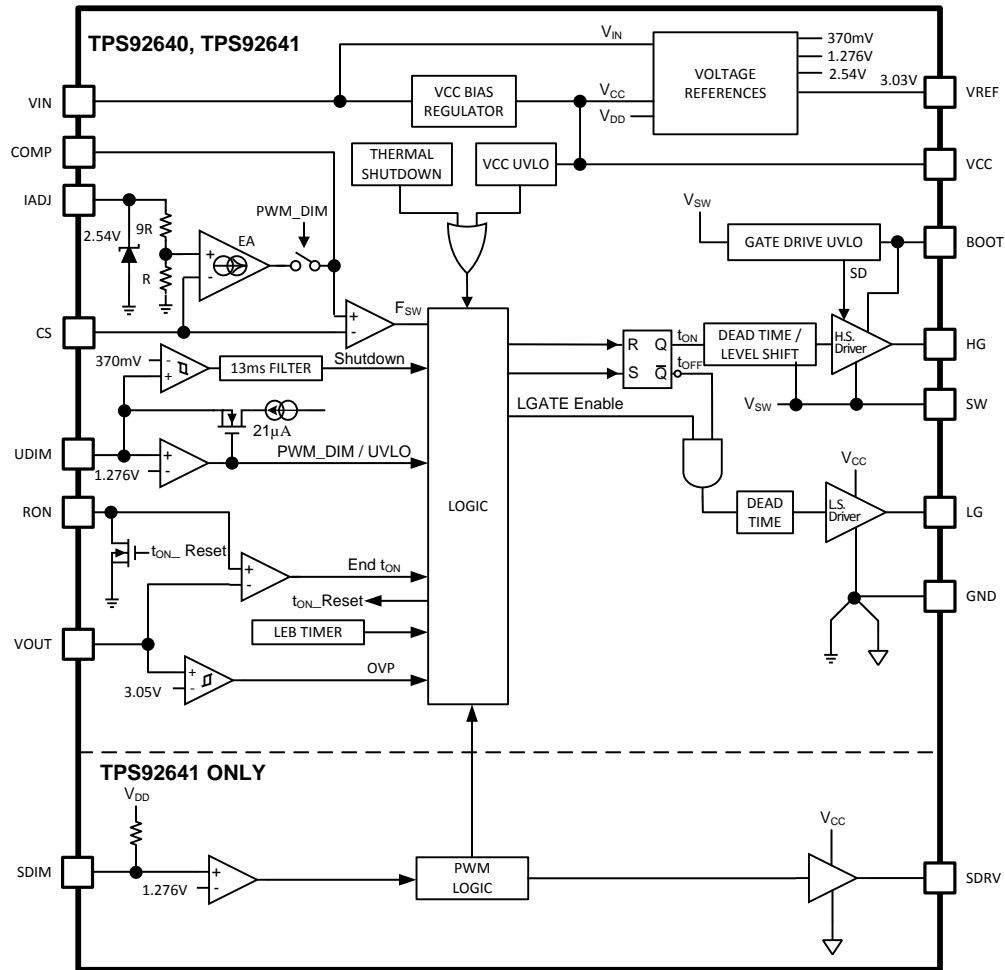 TPS92640, TPS92641
VIN
370mV
1.276V
2.54V
3.03V
VOLTAGE
REFERENCES
VIN
VCC BIAS
REGULATOR
VCC
VDD
VREF
COMP
THERMAL
SHUTDOWN
VCC UVLO
VCC
IADJ
2.54V
9R
R
EA
PWM_DIM
VSW
GATE DRIVE UVLO
BOOT
SD
CS
FSW
370mV
13ms FILTER
Shutdown
R Q
S Q
tON
tOFF
DEAD TIME /
LEVEL SHIFT
H.S.
Driver
HG
21µA
LGATE Enable
VSW
SW
UDIM
1.276V
PWM_DIM / UVLO
LOGIC
VCC
RON
DEAD
TIME
L.S.
Driver
LG
tON_ Reset
End tON
tON_Reset
GND
LEB TIMER
VOUT
3.05V
OVP
TPS92641 ONLY
VDD
VCC
SDIM
1.276V
PWM
LOGIC
SDRV